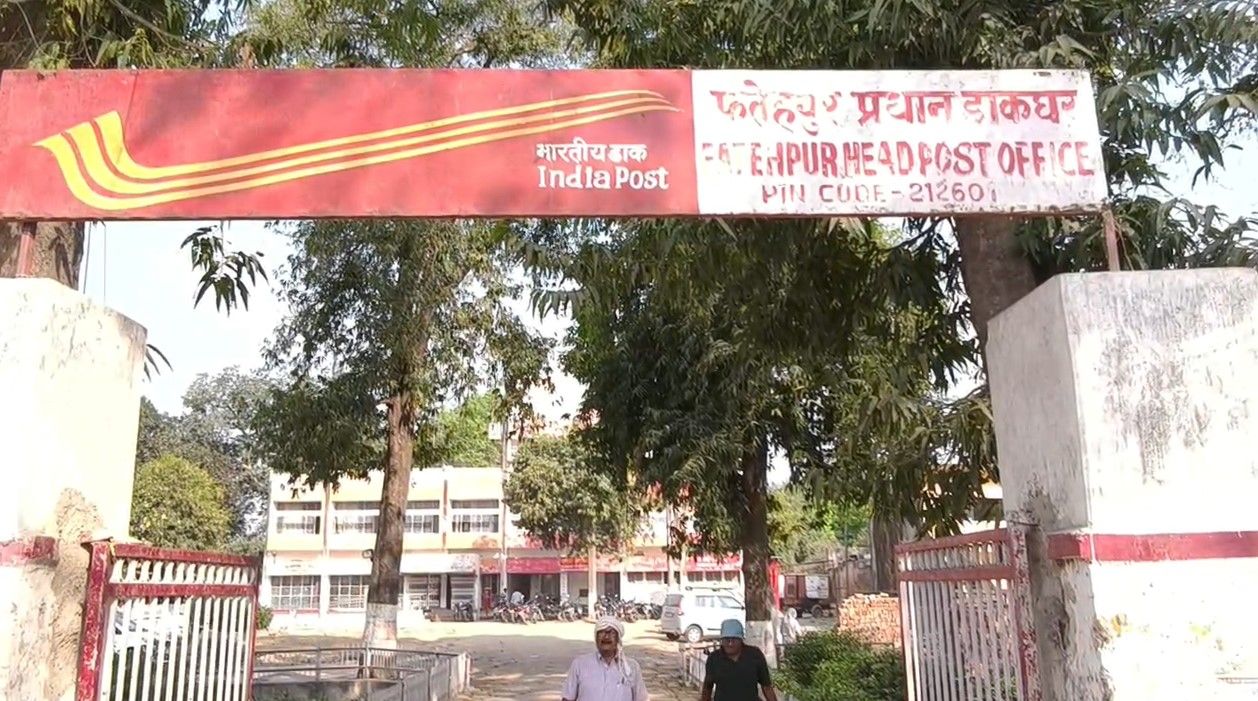 भारतीय डाक
India Post
फतेहपुर प्रधान डाकघर
FATEHPUR HEAD POST OFFICE
PIN CODE-212601